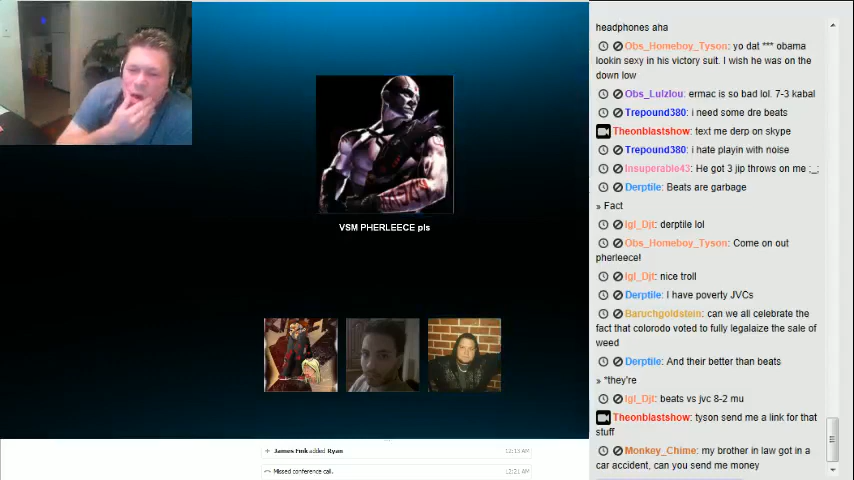 headphones aha
Obs_Homeboy_Tyson: yo dat *** obama
lookin sexy in his victory suit. I wish he was on the
down low
Obs_Lulzlou: ermac is so bad lol. 7-3 kabal
Trepound380: i need some dre beats
Theonblastshow: text me derp on skype
Trepound380: i hate playin with noise
Insuperable43: He got 3 jip throws on me ;_;
Derptile: Beats are garbage
» Fact
Igl_Djt: derptile lol
Obs_Homeboy_Tyson: Come on out
pherleece!
Igl_Djt: nice troll
Derptile: I have poverty JVCs
Baruchgoldstein: can we all celebrate the
fact that colorodo voted to fully legalaize the sale of
weed
Derptile: And their better than beats
» *they're
Igl_Djt: beats vs jvc 8-2 mu
Theonblastshow: tyson send me a link for that
stuff
Monkey_Chime: my brother in law got in a
car accident, can you send me money
VSM PHERLEECE pls
James Fink added Ryan 12:13 AM
Missed conference call. 12:21 AM